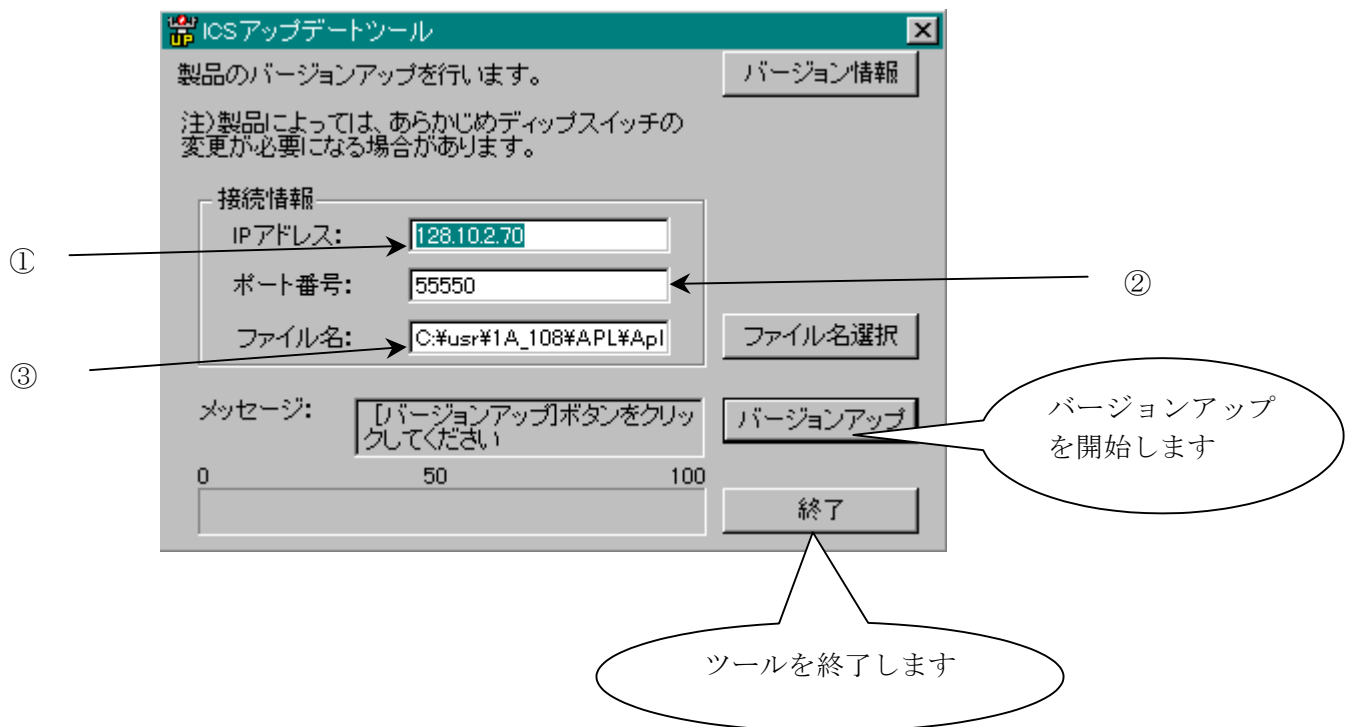 ICSアップデートツール
製品のバージョンアップを行います。
バージョン情報
注)製品によっては、あらかじめディップスイッチの
変更が必要になる場合があります。
接続情報
①
IPアドレス:
128.10.2.70
ポート番号:
55550
②
③
ファイル名:
C:¥usr¥1A_108¥APL¥Apl
ファイル名選択
メッセージ:
[バージョンアップ]ボタンをクリッ
クしてください
バージョンアップ
バージョンアップ
を開始します
0 50 100
終了
ツールを終了します
UP